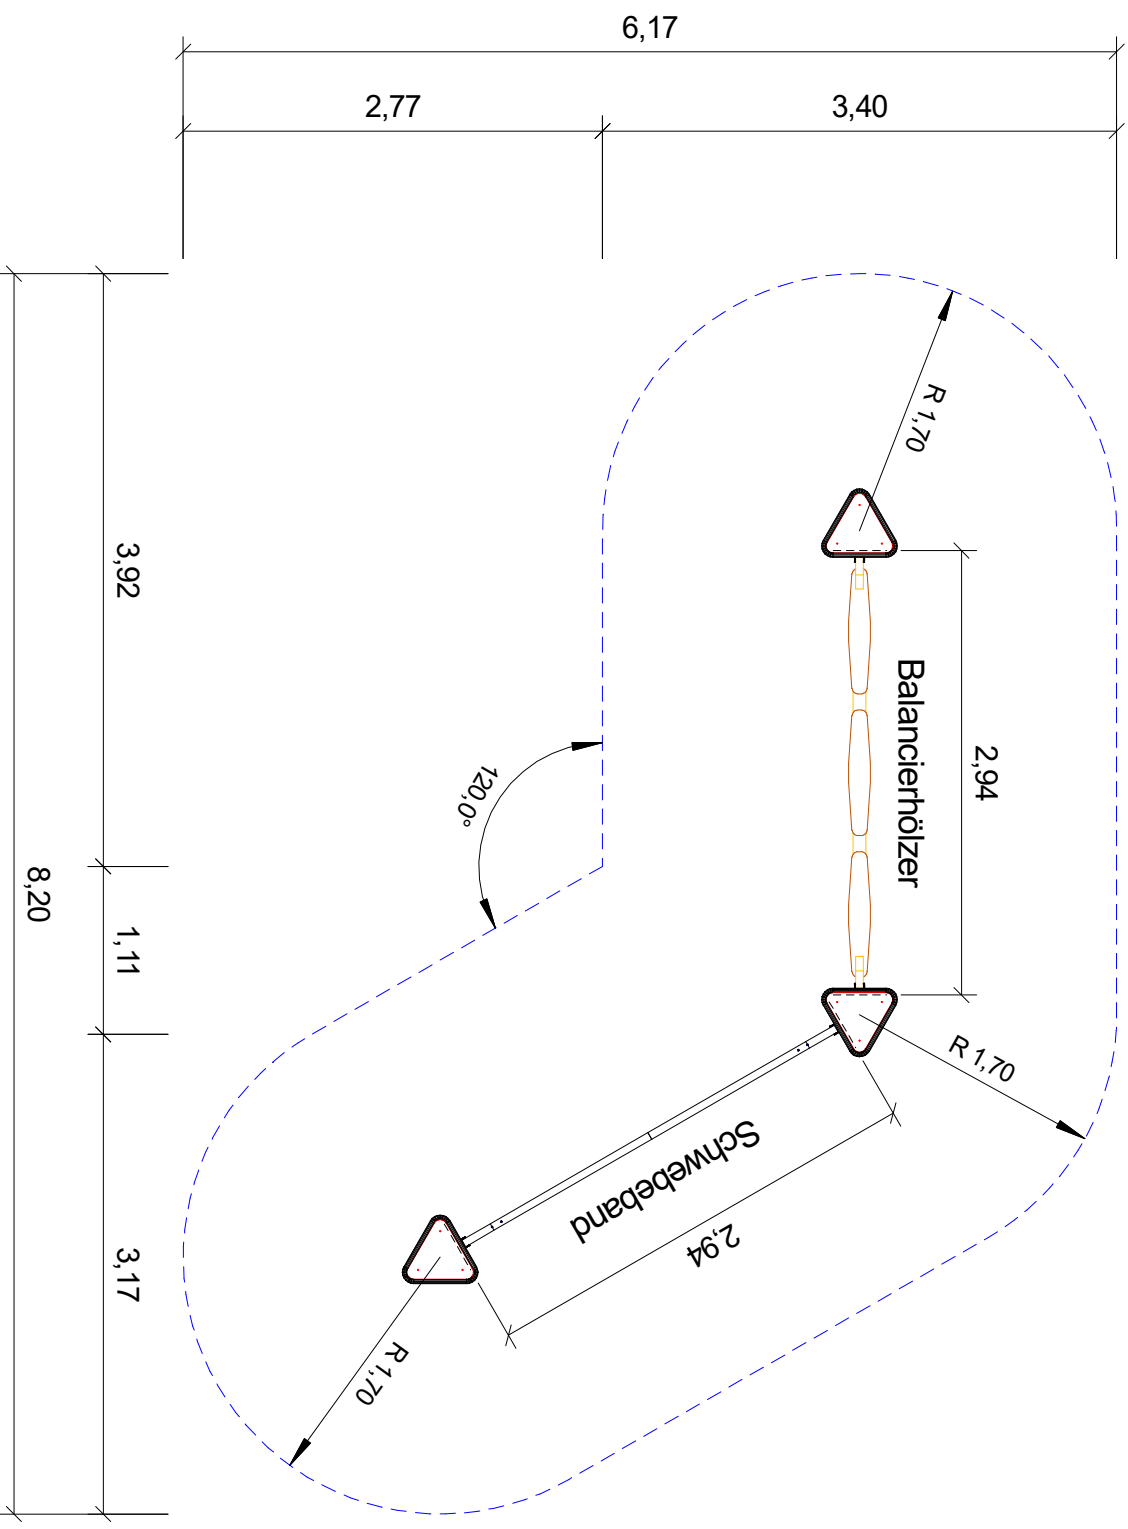 6,17
2,77
3,40
R 1,70
3,92
Balancierhölzer
2,94
120,0°
8,20
1,11
R 1,70
Schwebeband
2,94
3,17
R 1,70